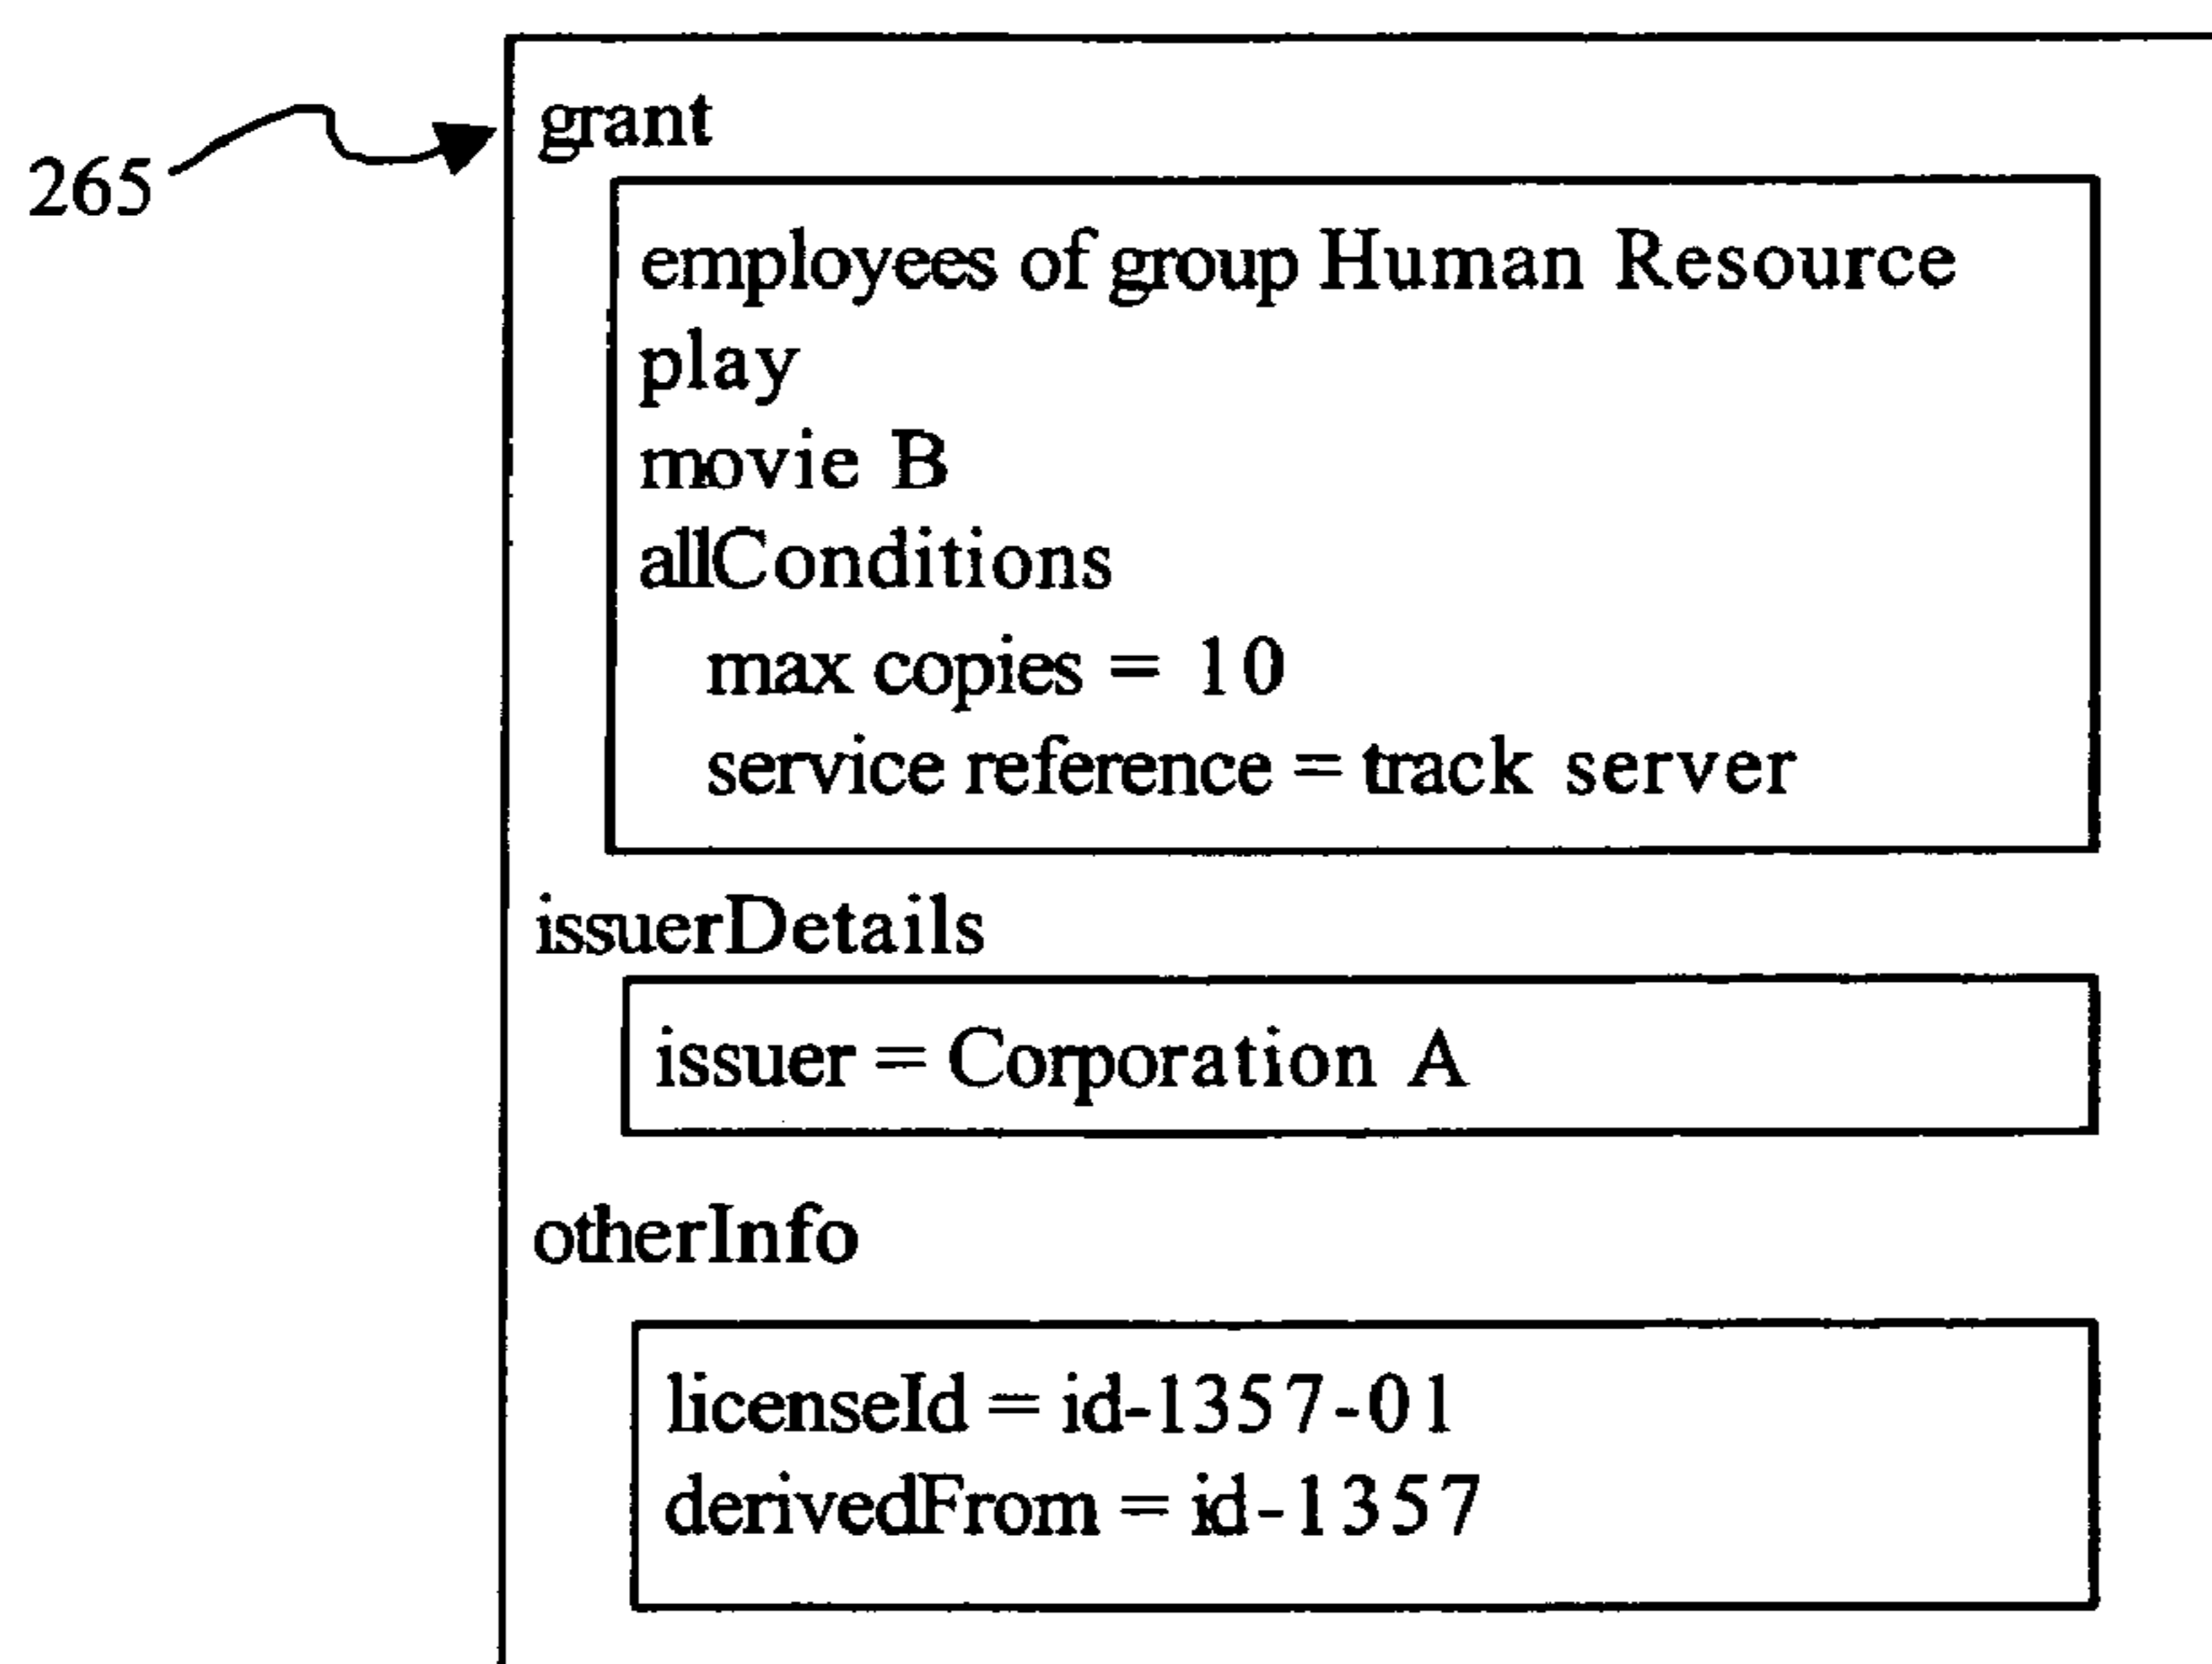 grant
265
employees of group Human Resource
play
movie B
allConditions
max copies = 10
service reference = track server
issuerDetails
issuer = Corporation A
otherInfo
licenseId = id-1357-01
derivedFrom = id-1357